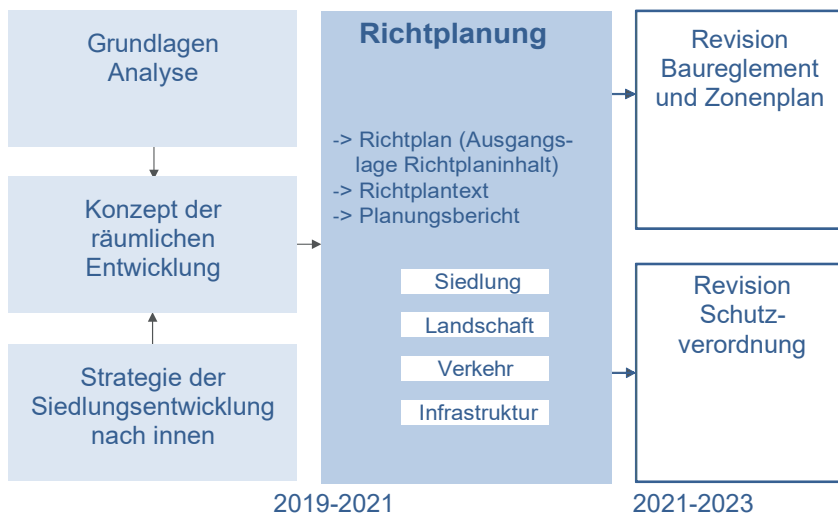 Grundlagen
Analyse
Konzept der
räumlichen
Entwicklung
Strategie der
Siedlungsentwicklung
nach innen
Richtplanung
-> Richtplan (Ausgangs-
lage Richtplaninhalt)
-> Richtplantext
-> Planungsbericht
Siedlung
Landschaft
Verkehr
Infrastruktur
Revision
Baureglement
und Zonenplan
Revision
Schutz-
verordnung
2019-2021
2021-2023